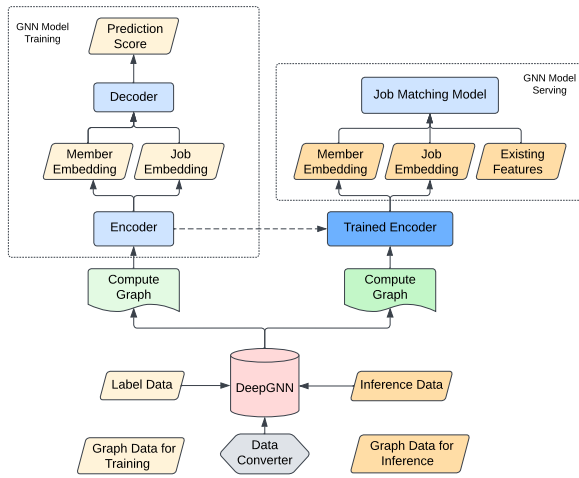 GNN Model
Training
Prediction
Score
Decoder
Member
Embedding
Job
Embedding
Encoder
Compute
Graph
GNN Model
Serving
Job Matching Model
Member
Embedding
Job
Embedding
Existing
Features
Trained Encoder
Compute
Graph
Label Data
DeepGNN
Inference Data
Graph Data for
Training
Data
Converter
Graph Data for
Inference